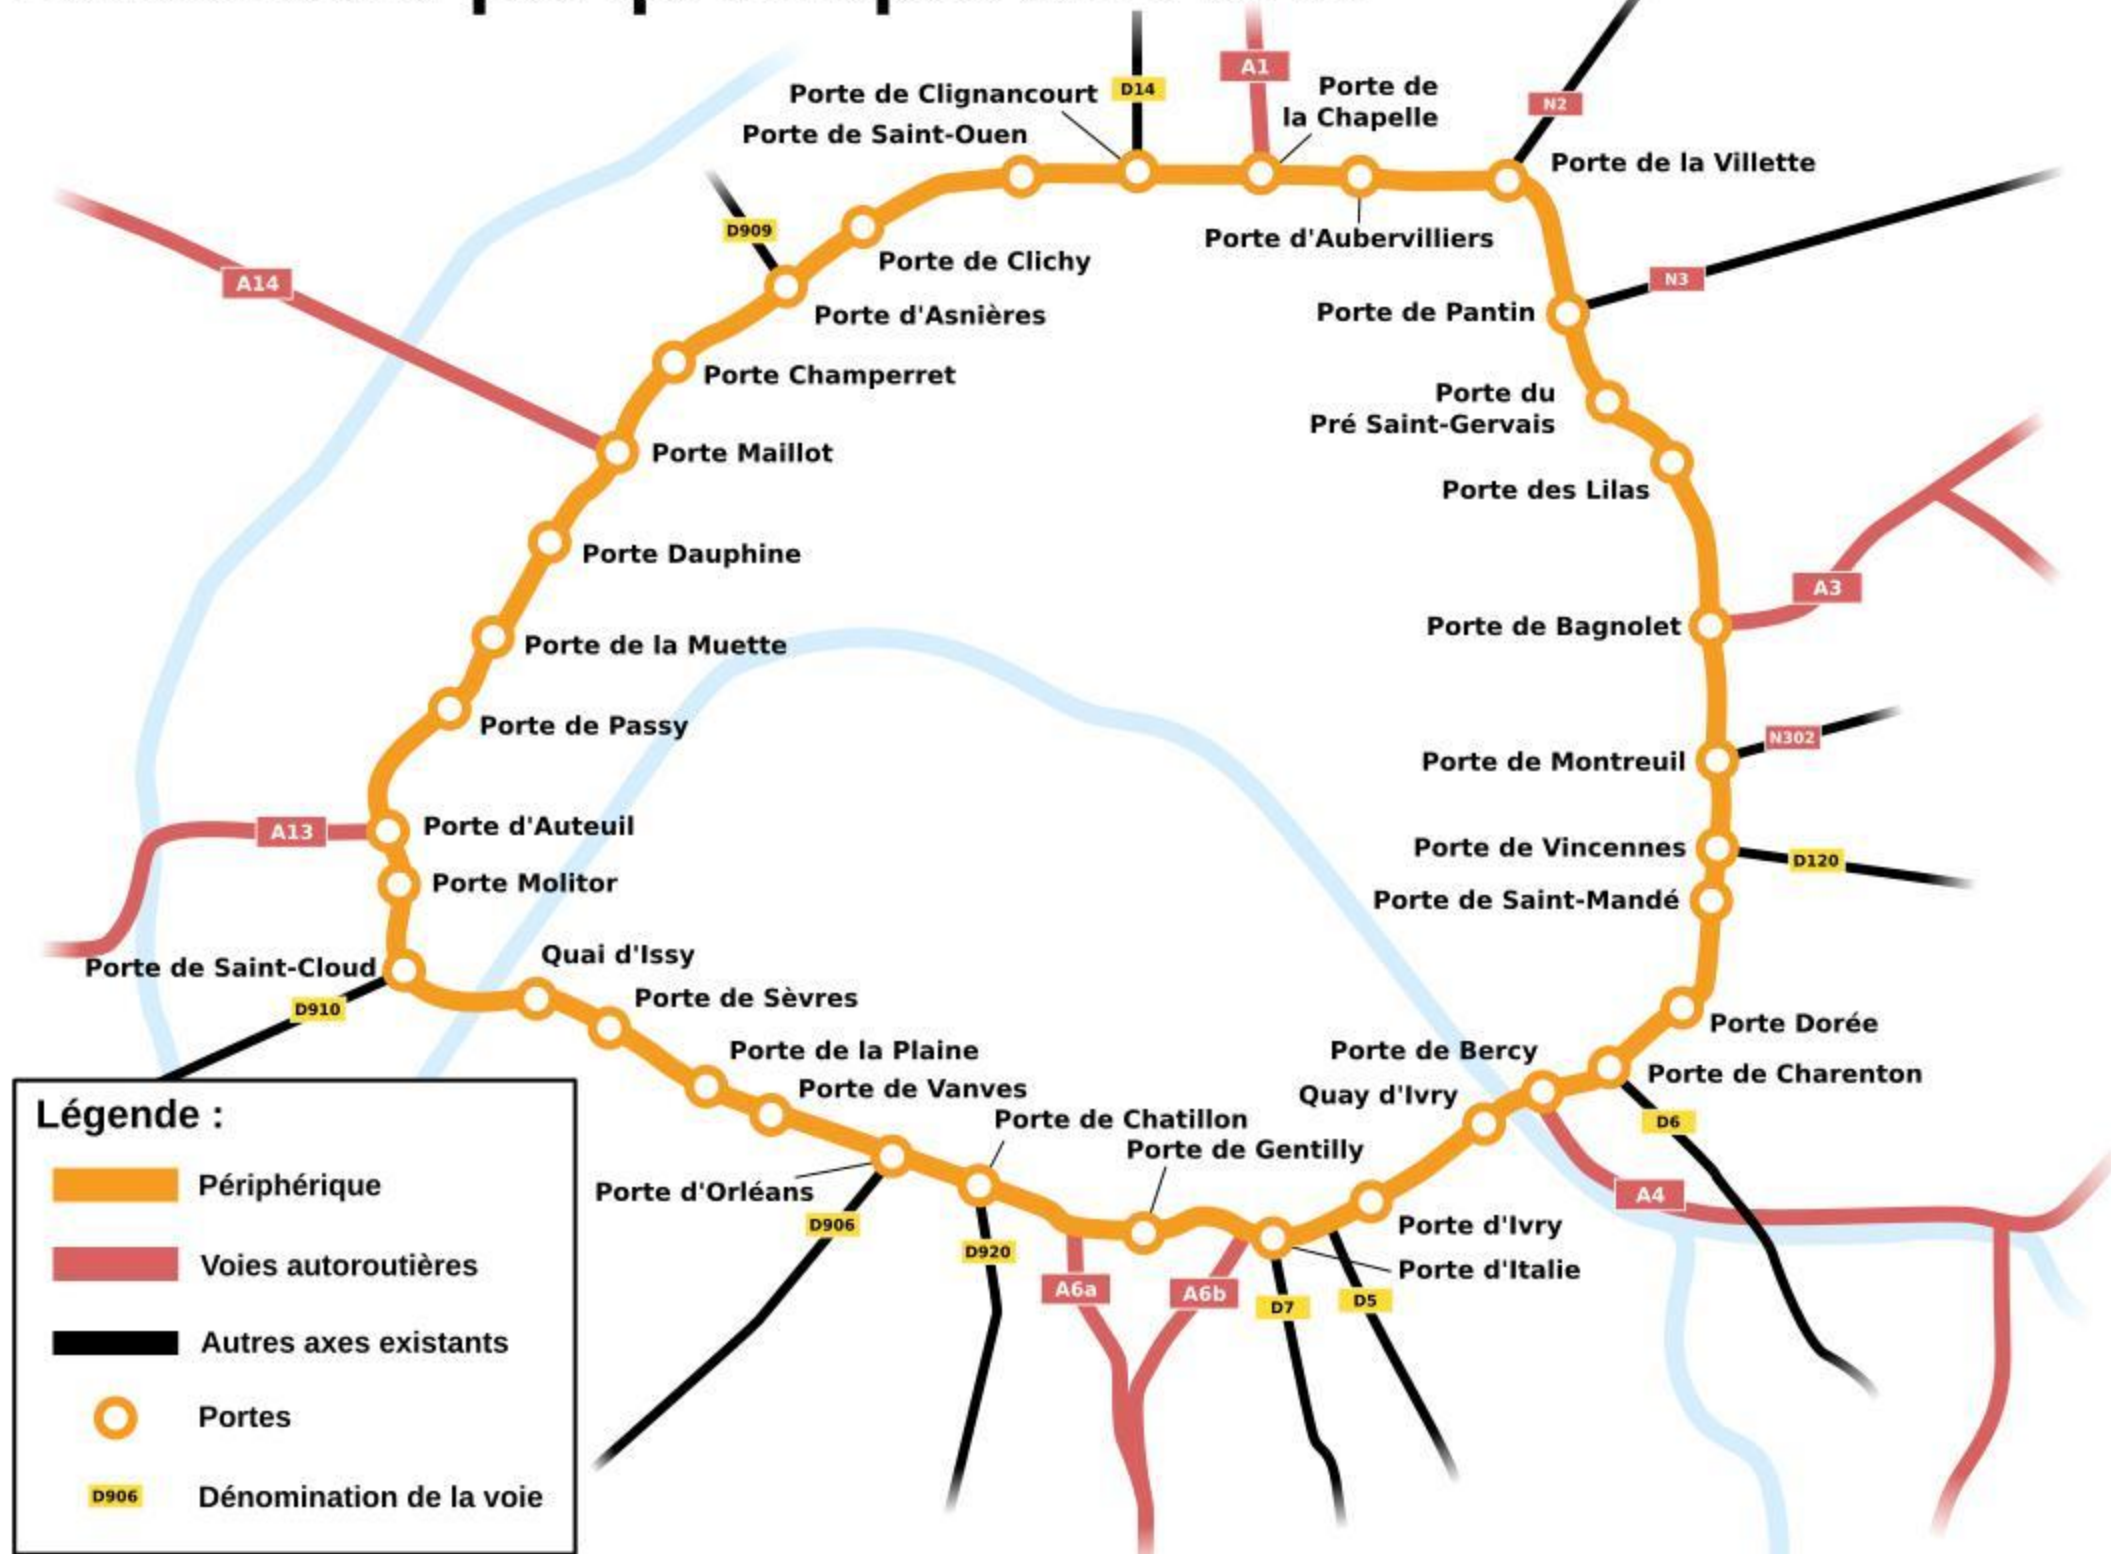 A1
Porte de
la Chapelle
D14
Porte de Clignancourt
N2
Porte de Saint-Ouen
Porte de la Villette
D909
Porte d'Aubervilliers
Porte de Clichy
A14
N3
Porte d'Asnières
Porte de Pantin
Porte Champerret
Porte du
Pré Saint-Gervais
Porte Maillot
Porte des Lilas
Porte Dauphine
A3
Porte de Bagnolet
Porte de la Muette
Porte de Passy
N302
Porte de Montreuil
A13
Porte d'Auteuil
Porte de Vincennes
D120
Porte Molitor
Porte de Saint-Mandé
Quai d'Issy
Porte de Saint-Cloud
Porte de Sèvres
D910
Porte Dorée
Porte de la Plaine
Porte de Bercy
Porte de Charenton
Porte de Vanves
Quay d'Ivry
Porte de Chatillon
D6
Porte de Gentilly
Porte d'Orléans
A4
D906
Porte d'Ivry
D920
Porte d'Italie
A6a
A6b
D7
D5
Légende :
Périphérique
Voies autoroutières
Autres axes existants
Portes
D906
Dénomination de la voie